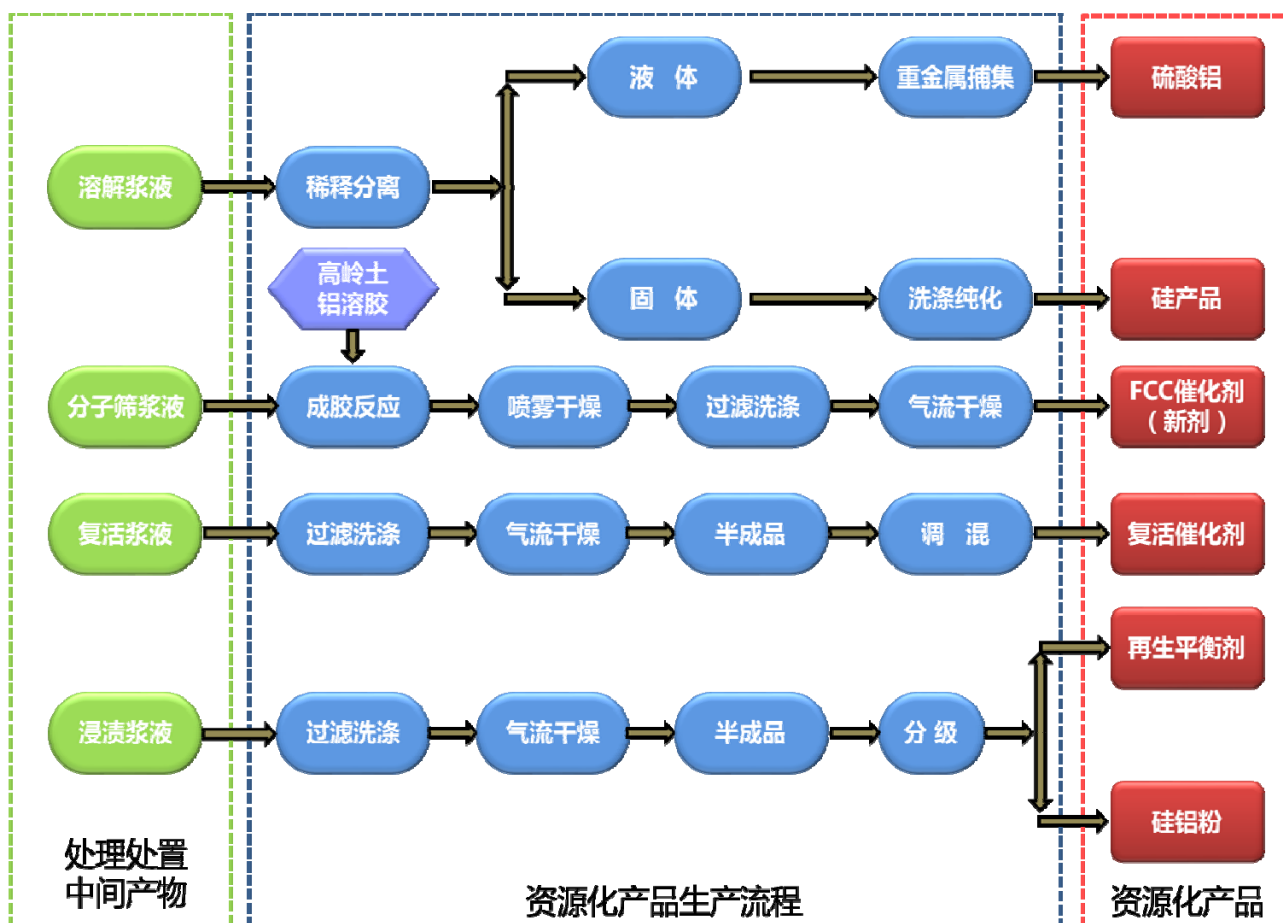 液 体
重金属捕集
硫酸铝
溶解浆液
稀释分离
高岭土
铝溶胶
固 体
洗涤纯化
硅产品
分子筛浆液
成胶反应
喷雾干燥
过滤洗涤
气流干燥
FCC催化剂
（新剂）
复活浆液
过滤洗涤
气流干燥
半成品
调 混
复活催化剂
再生平衡剂
浸渍浆液
过滤洗涤
气流干燥
半成品
分 级
硅铝粉
处理处置
中间产物
资源化产品生产流程
资源化产品